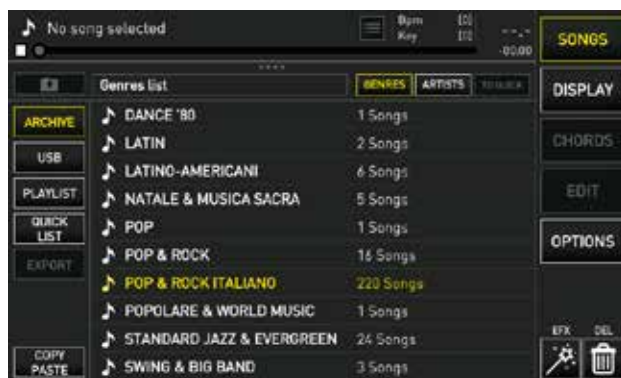 No song selected
Bpm [0]
Key [0]
--.-
-00.00
SONGS
Genres list
GENRES ARTISTS
DISPLAY
ARCHIVE
DANCE '80 1 Songs
CHORDS
USB
LATIN 2 Songs
LATINO-AMERICANI 6 Songs
PLAYLIST
NATALE & MUSICA SACRA 5 Songs
EDIT
QUICK LIST
POP 1 Songs
OPTIONS
EXPORT
POP & ROCK 16 Songs
POP & ROCK ITALIANO 220 Songs
POPOLARE & WORLD MUSIC 1 Songs
STANDARD JAZZ & EVERGREEN 24 Songs
EFX DEL
COPY PASTE
SWING & BIG BAND 3 Songs